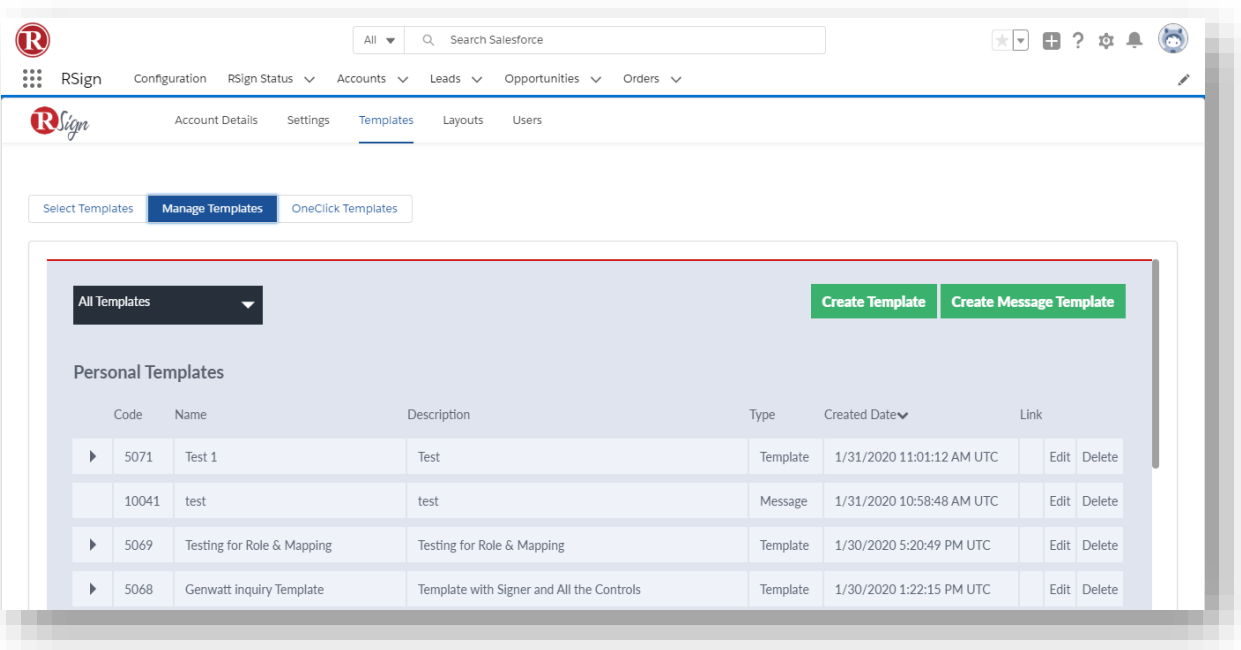 R
All Search Salesforce
RSign Configuration RSign Status Accounts Leads Opportunities Orders
RSign Account Details Settings Templates Layouts Users
Select Templates Manage Templates OneClick Templates
All Templates Create Template Create Message Template
Personal Templates
Code Name Description Type Created Date Link
5071 Test 1 Test Template 1/31/2020 11:01:12 AM UTC Edit Delete
10041 test test Message 1/31/2020 10:58:48 AM UTC Edit Delete
5069 Testing for Role & Mapping Testing for Role & Mapping Template 1/30/2020 5:20:49 PM UTC Edit Delete
5068 Genwatt inquiry Template Template with Signer and All the Controls Template 1/30/2020 1:22:15 PM UTC Edit Delete